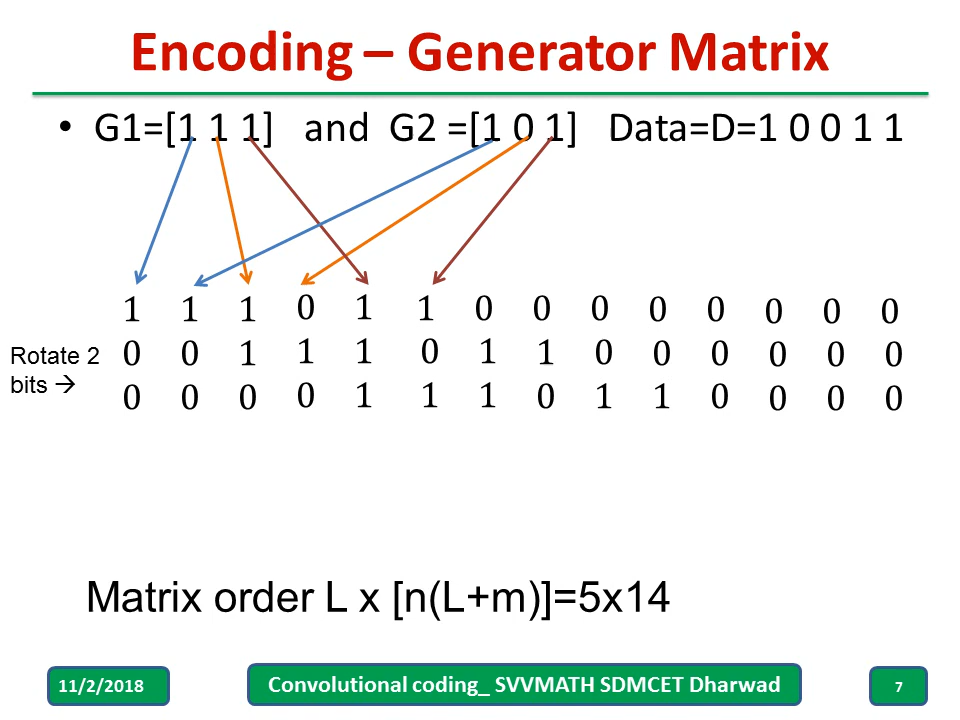 Encoding – Generator Matrix
• G1=[1 1 1] and G2 =[1 0 1] Data=D=1 0 0 1 1
1 1 1 0 1 1 0 0 0 0 0 0 0 0
Rotate 2 bits → 
0 0 1 1 1 0 1 1 0 0 0 0 0 0
0 0 0 0 1 1 1 0 1 1 0 0 0 0
Matrix order L x [n(L+m)]=5x14
11/2/2018
Convolutional coding_ SVVMATH SDMCET Dharwad
7